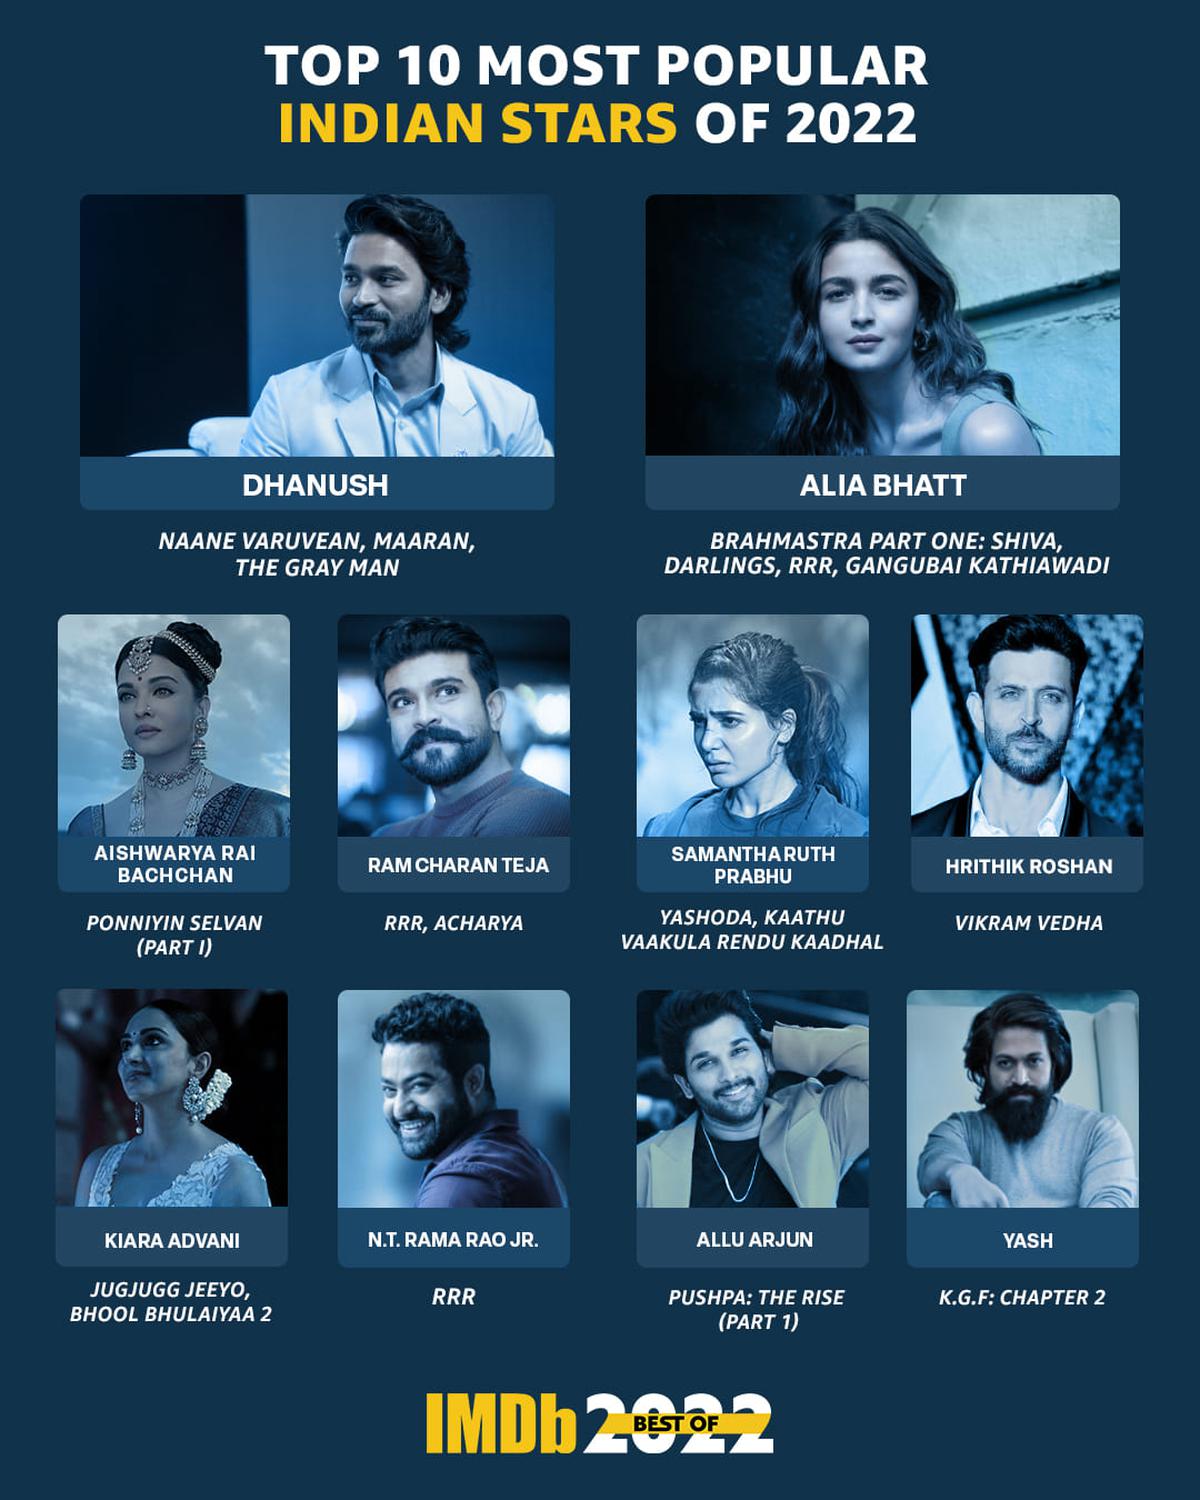 TOP 10 MOST POPULAR
INDIAN STARS OF 2022
DHANUSH
NAANE VARUVEAN, MAARAN,
THE GRAY MAN
ALIA BHATT
BRAHMASTRA PART ONE: SHIVA,
DARLINGS, RRR, GANGUBAI KATHIAWADI
AISHWARYA RAI
BACHCHAN
PONNIYIN SELVAN
(PART I)
RAM CHARAN TEJA
RRR, ACHARYA
SAMANTHA RUTH
PRABHU
YASHODA, KAATHU
VAAKULA RENDU KAADHAL
HRITHIK ROSHAN
VIKRAM VEDHA
KIARA ADVANI
JUGJUGG JEEYO,
BHOOL BHULAIYAA 2
N.T. RAMA RAO JR.
RRR
ALLU ARJUN
PUSHPA: THE RISE
(PART 1)
YASH
K.G.F: CHAPTER 2
IMDb 2022
BEST OF